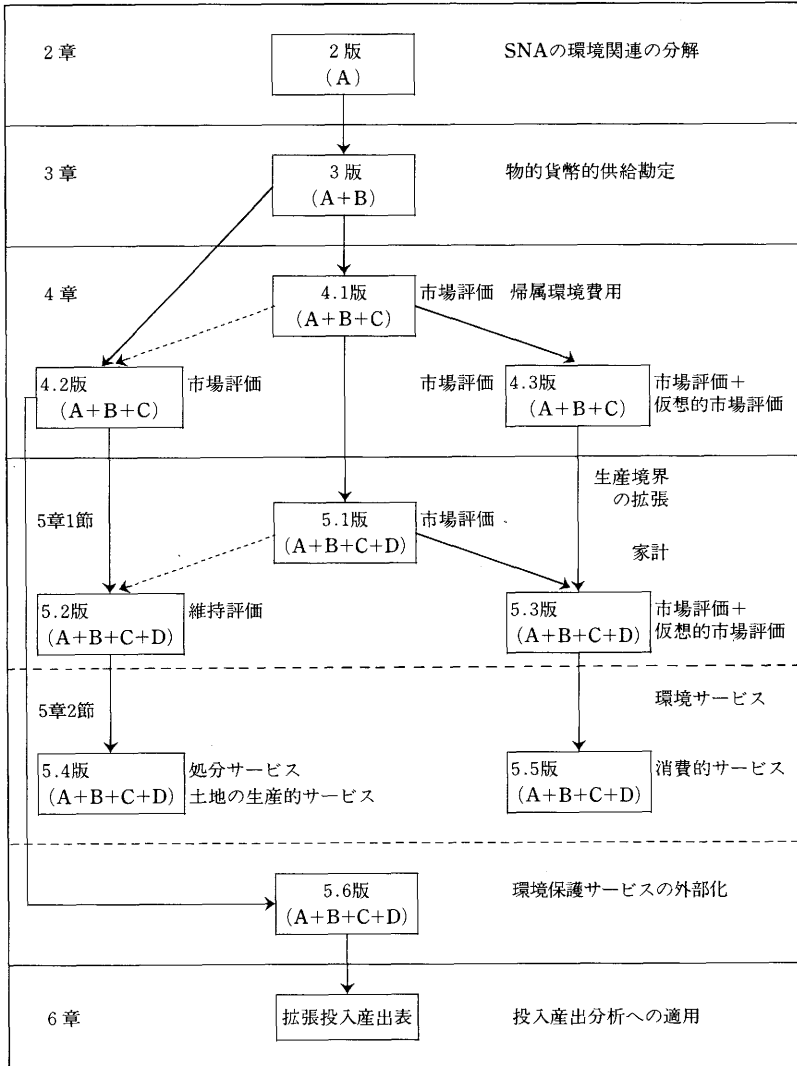 2章
2版
(A)
SNAの環境関連の分解
3章
3版
(A+B)
物的貨幣的供給勘定
4章
4.1版
(A+B+C)
市場評価 帰属環境費用
4.2版
(A+B+C)
市場評価
市場評価
4.3版
(A+B+C)
市場評価+
仮想的市場評価
生産境界
の拡張
5章1節
5.1版
(A+B+C+D)
市場評価
家計
5.2版
(A+B+C+D)
維持評価
5.3版
(A+B+C+D)
市場評価+
仮想的市場評価
環境サービス
5章2節
5.4版
(A+B+C+D)
処分サービス
土地の生産的サービス
5.5版
(A+B+C+D)
消費的サービス
5.6版
(A+B+C+D)
環境保護サービスの外部化
6章
拡張投入産出表
投入産出分析への適用